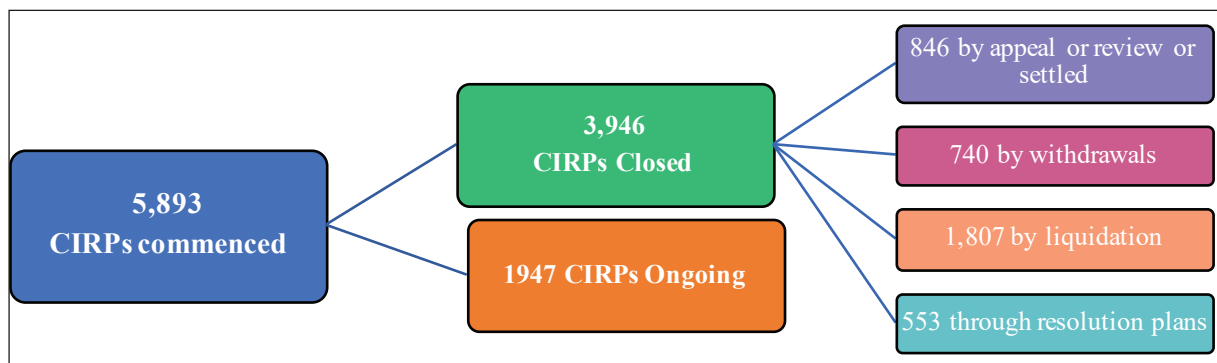 5,893
CIRPs commenced
3,946
CIRPs Closed
1947 CIRPs Ongoing
846 by appeal or review or
settled
740 by withdrawals
1,807 by liquidation
553 through resolution plans